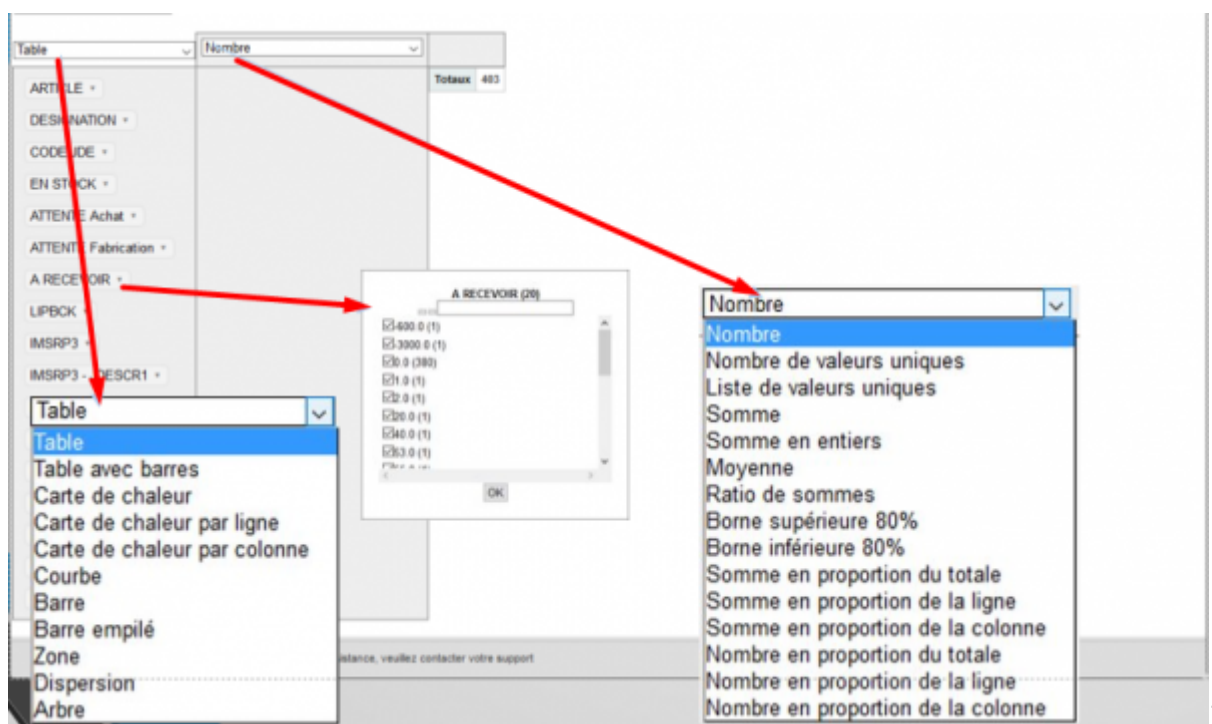 Table
Nombre
Totaux 403
ARTICLE
DESIGNATION
EN STOCK
ATTENTE Achat
ATTENTE Fabrication
A RECEVOIR
LIPBCK
IMSRP3
IMSRP3 - DESCR1
A RECEVOIR (20)
-600.0 (1)
-3000.0 (1)
0.0 (380)
1.0 (1)
2.0 (1)
20.0 (1)
40.0 (1)
53.0 (1)
OK
Table
Table
Table avec barres
Carte de chaleur
Carte de chaleur par ligne
Carte de chaleur par colonne
Courbe
Barre
Barre empilé
Zone
Dispersion
Arbre
Nombre
Nombre
Nombre de valeurs uniques
Liste de valeurs uniques
Somme
Somme en entiers
Moyenne
Ratio de sommes
Borne supérieure 80%
Borne inférieure 80%
Somme en proportion du totale
Somme en proportion de la ligne
Somme en proportion de la colonne
Nombre en proportion du totale
Nombre en proportion de la ligne
Nombre en proportion de la colonne
istance, veuillez contacter votre support